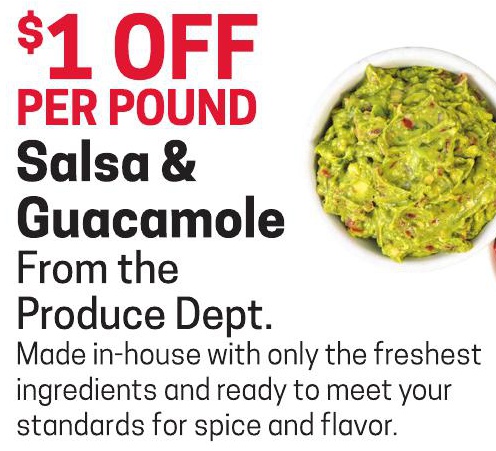 $1 OFF
PER POUND
Salsa &
Guacamole
From the
Produce Dept.
Made in-house with only the freshest
ingredients and ready to meet your
standards for spice and flavor.